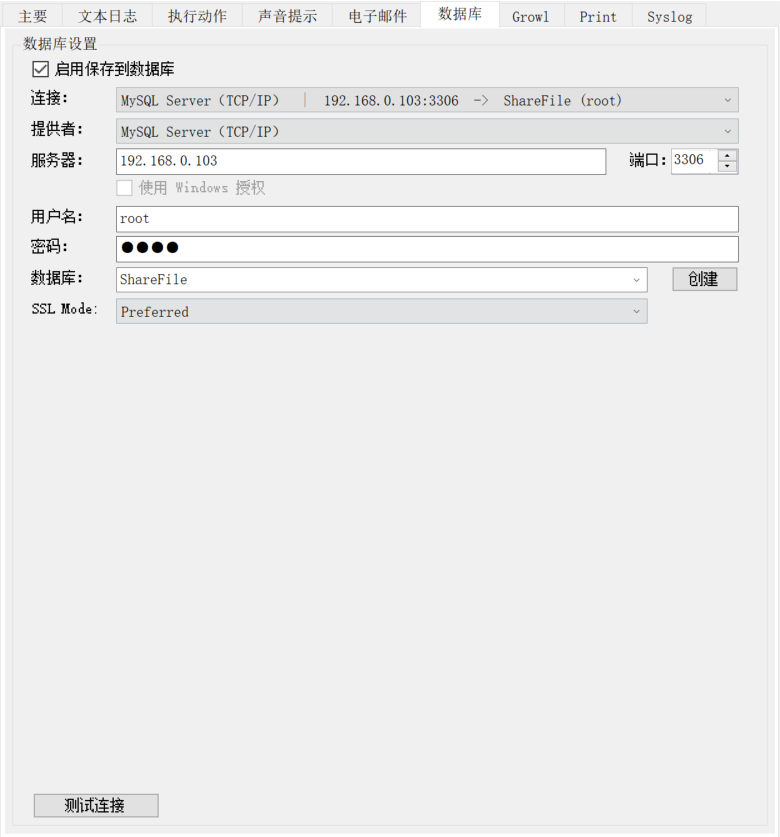 主要 文本日志 执行动作 声音提示 电子邮件 数据库 Growl Print Syslog
数据库设置
启用保存到数据库
连接: MySQL Server (TCP/IP) | 192.168.0.103:3306 -> ShareFile (root)
提供者: MySQL Server (TCP/IP)
服务器: 192.168.0.103 端口: 3306
使用 Windows 授权
用户名: root
密码: ●●●●
数据库: ShareFile 创建
SSL Mode: Preferred
测试连接